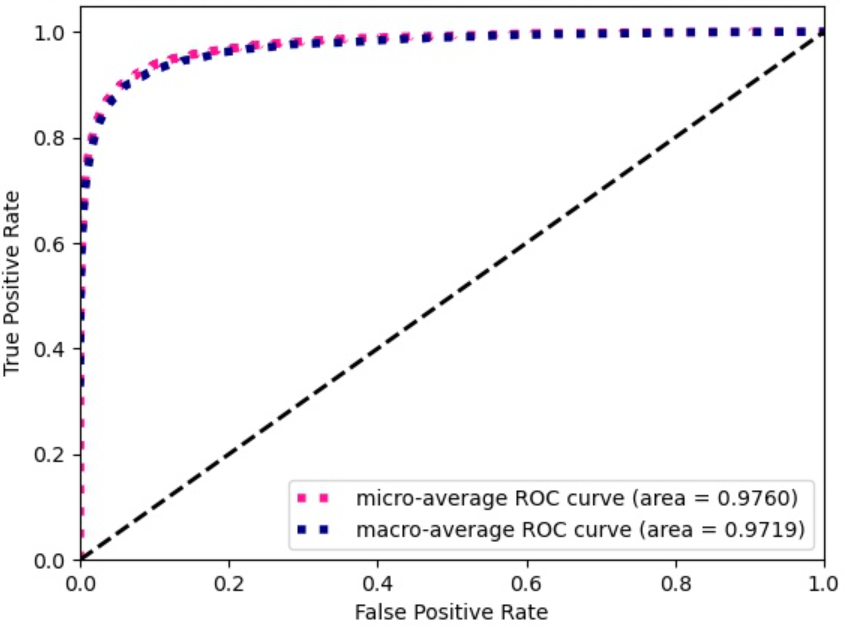 1.0
0.8
0.6
0.4
0.2
0.0
True Positive Rate
micro-average ROC curve (area = 0.9760)
macro-average ROC curve (area = 0.9719)
0.0 0.2 0.4 0.6 0.8 1.0
False Positive Rate